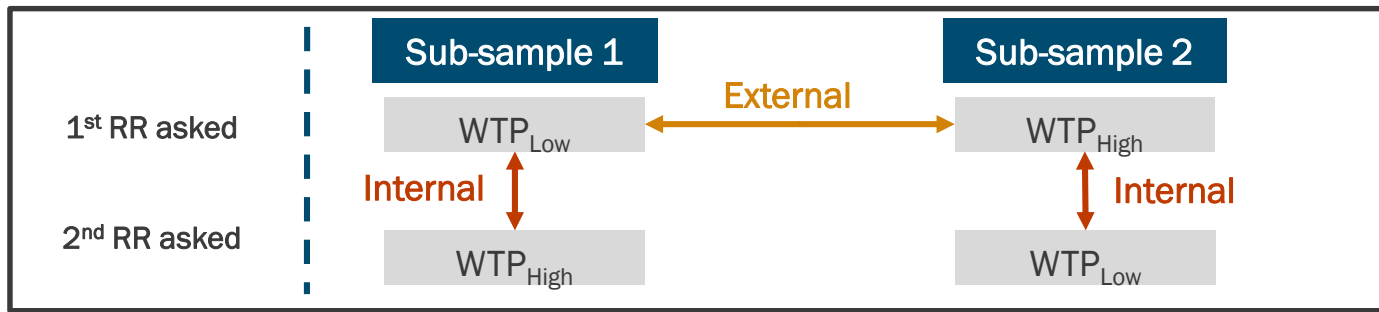 Sub-sample 1 Sub-sample 2
External
1st RR asked WTPLow WTPHigh
Internal Internal
2nd RR asked
WTPHigh WTPLow